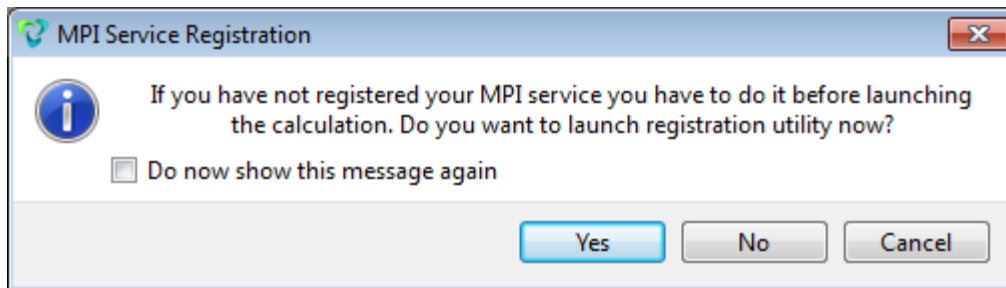 MPI Service Registration
If you have not registered your MPI service you have to do it before launching
the calculation. Do you want to launch registration utility now?
Do now show this message again
Yes No Cancel